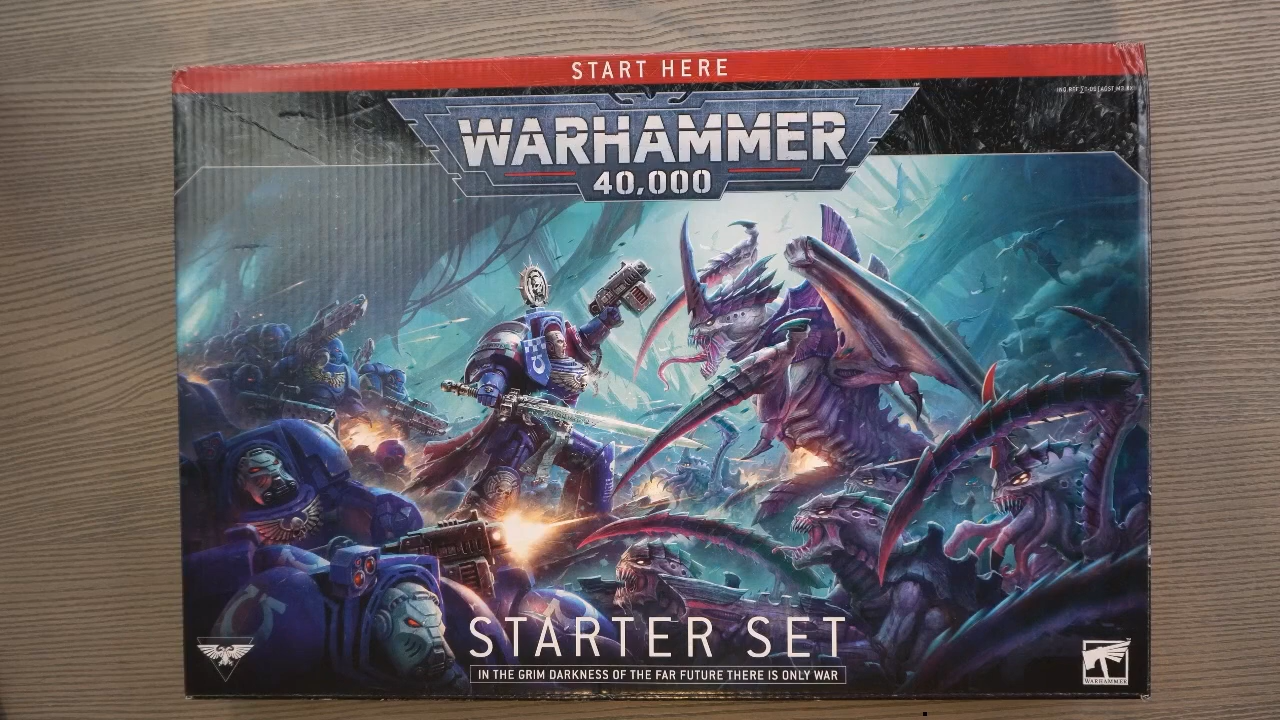 START HERE
WARHAMMER
40,000
STARTER SET
IN THE GRIM DARKNESS OF THE FAR FUTURE THERE IS ONLY WAR
WARHAMMER